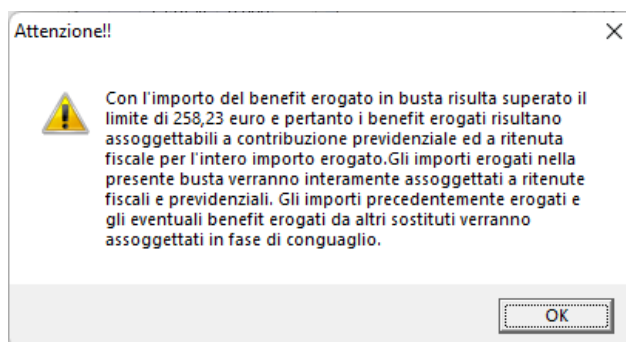 Attenzione!!
Con l'importo del benefit erogato in busta risulta superato il
limite di 258,23 euro e pertanto i benefit erogati risultano
assoggettabili a contribuzione previdenziale ed a ritenuta
fiscale per l'intero importo erogato.Gli importi erogati nella
presente busta verranno interamente assoggettati a ritenute
fiscali e previdenziali. Gli importi precedentemente erogati e
gli eventuali benefit erogati da altri sostituti verranno
assoggettati in fase di conguaglio.
OK